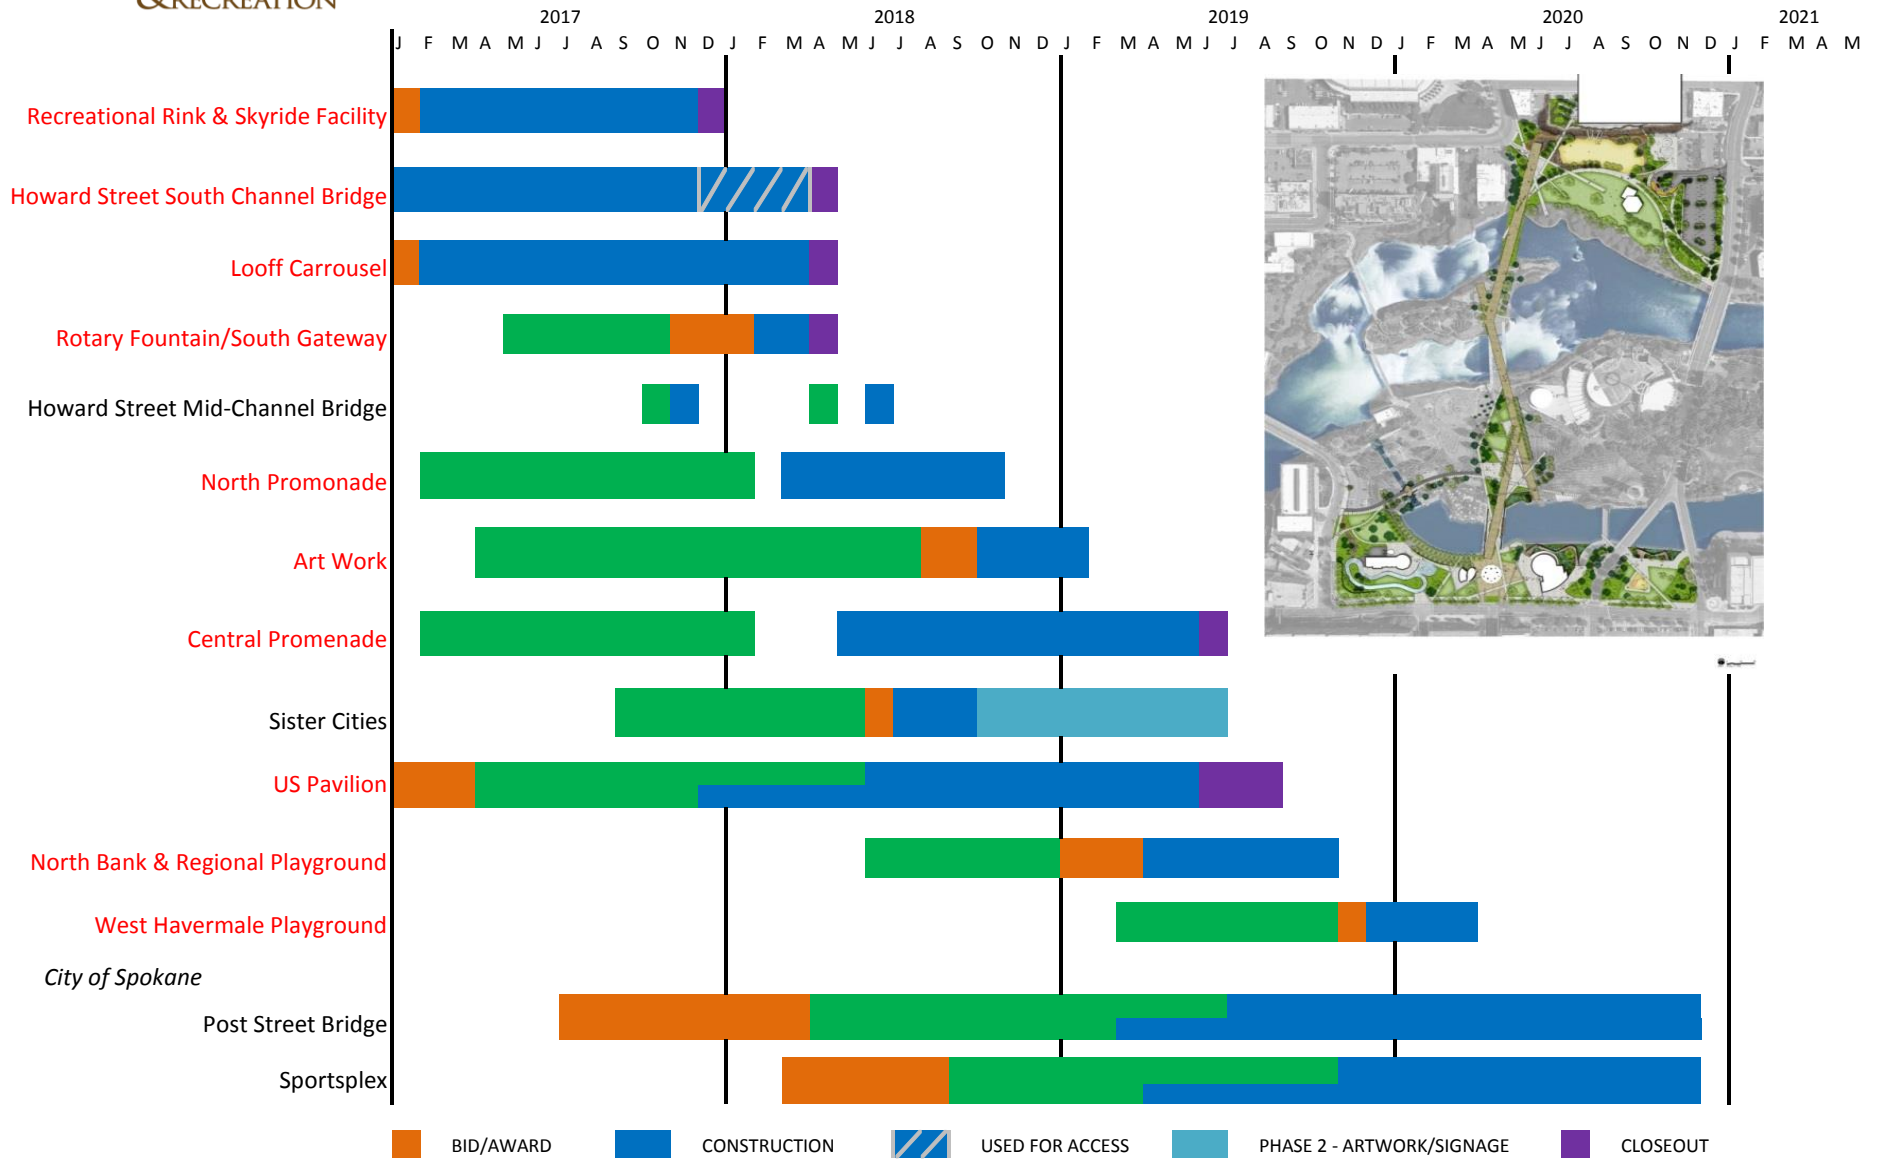 &RECREATION
2017 2018 2019 2020 2021
J F M A M J J A S O N D J F M A M J J A S O N D J F M A M J J A S O N D J F M A M J J A S O N D J F M A M
Recreational Rink & Skyride Facility
Howard Street South Channel Bridge
Looff Carrousel
Rotary Fountain/South Gateway
Howard Street Mid-Channel Bridge
North Promonade
Art Work
Central Promenade
Sister Cities
US Pavilion
North Bank & Regional Playground
West Havermale Playground
City of Spokane
Post Street Bridge
Sportsplex
BID/AWARD CONSTRUCTION USED FOR ACCESS PHASE 2 - ARTWORK/SIGNAGE CLOSEOUT